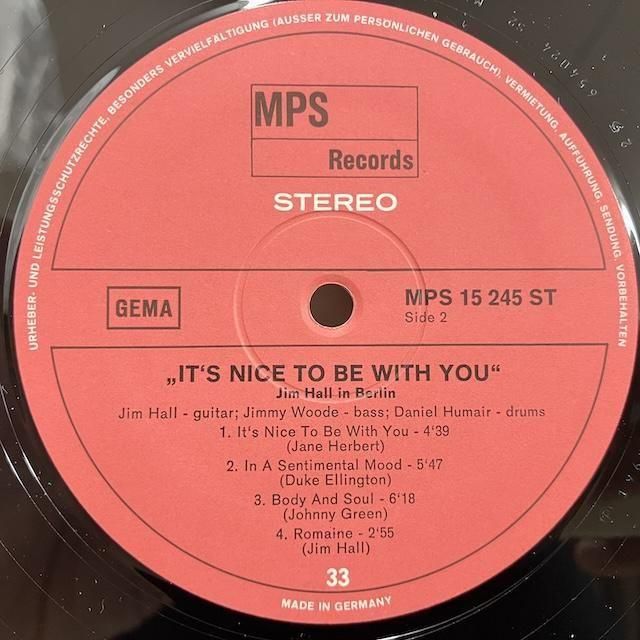 URHEBER- UND LEISTUNGSSCHUTZRECHTE, BESONDERS VERVIELFÄLTIGUNG (AUSSER ZUM PERSÖNLICHEN GEBRAUCH), VERMIETUNG, AUFFÜHRUNG, SENDUNG, VORBEHALTEN
MPS
Records
STEREO
GEMA
MPS 15 245 ST
Side 2
„IT'S NICE TO BE WITH YOU“
Jim Hall in Berlin
Jim Hall - guitar; Jimmy Woode - bass; Daniel Humair - drums
1. It's Nice To Be With You - 4'39
(Jane Herbert)
2. In A Sentimental Mood - 5'47
(Duke Ellington)
3. Body And Soul - 6'18
(Johnny Green)
4. Romaine - 2'55
(Jim Hall)
33
MADE IN GERMANY